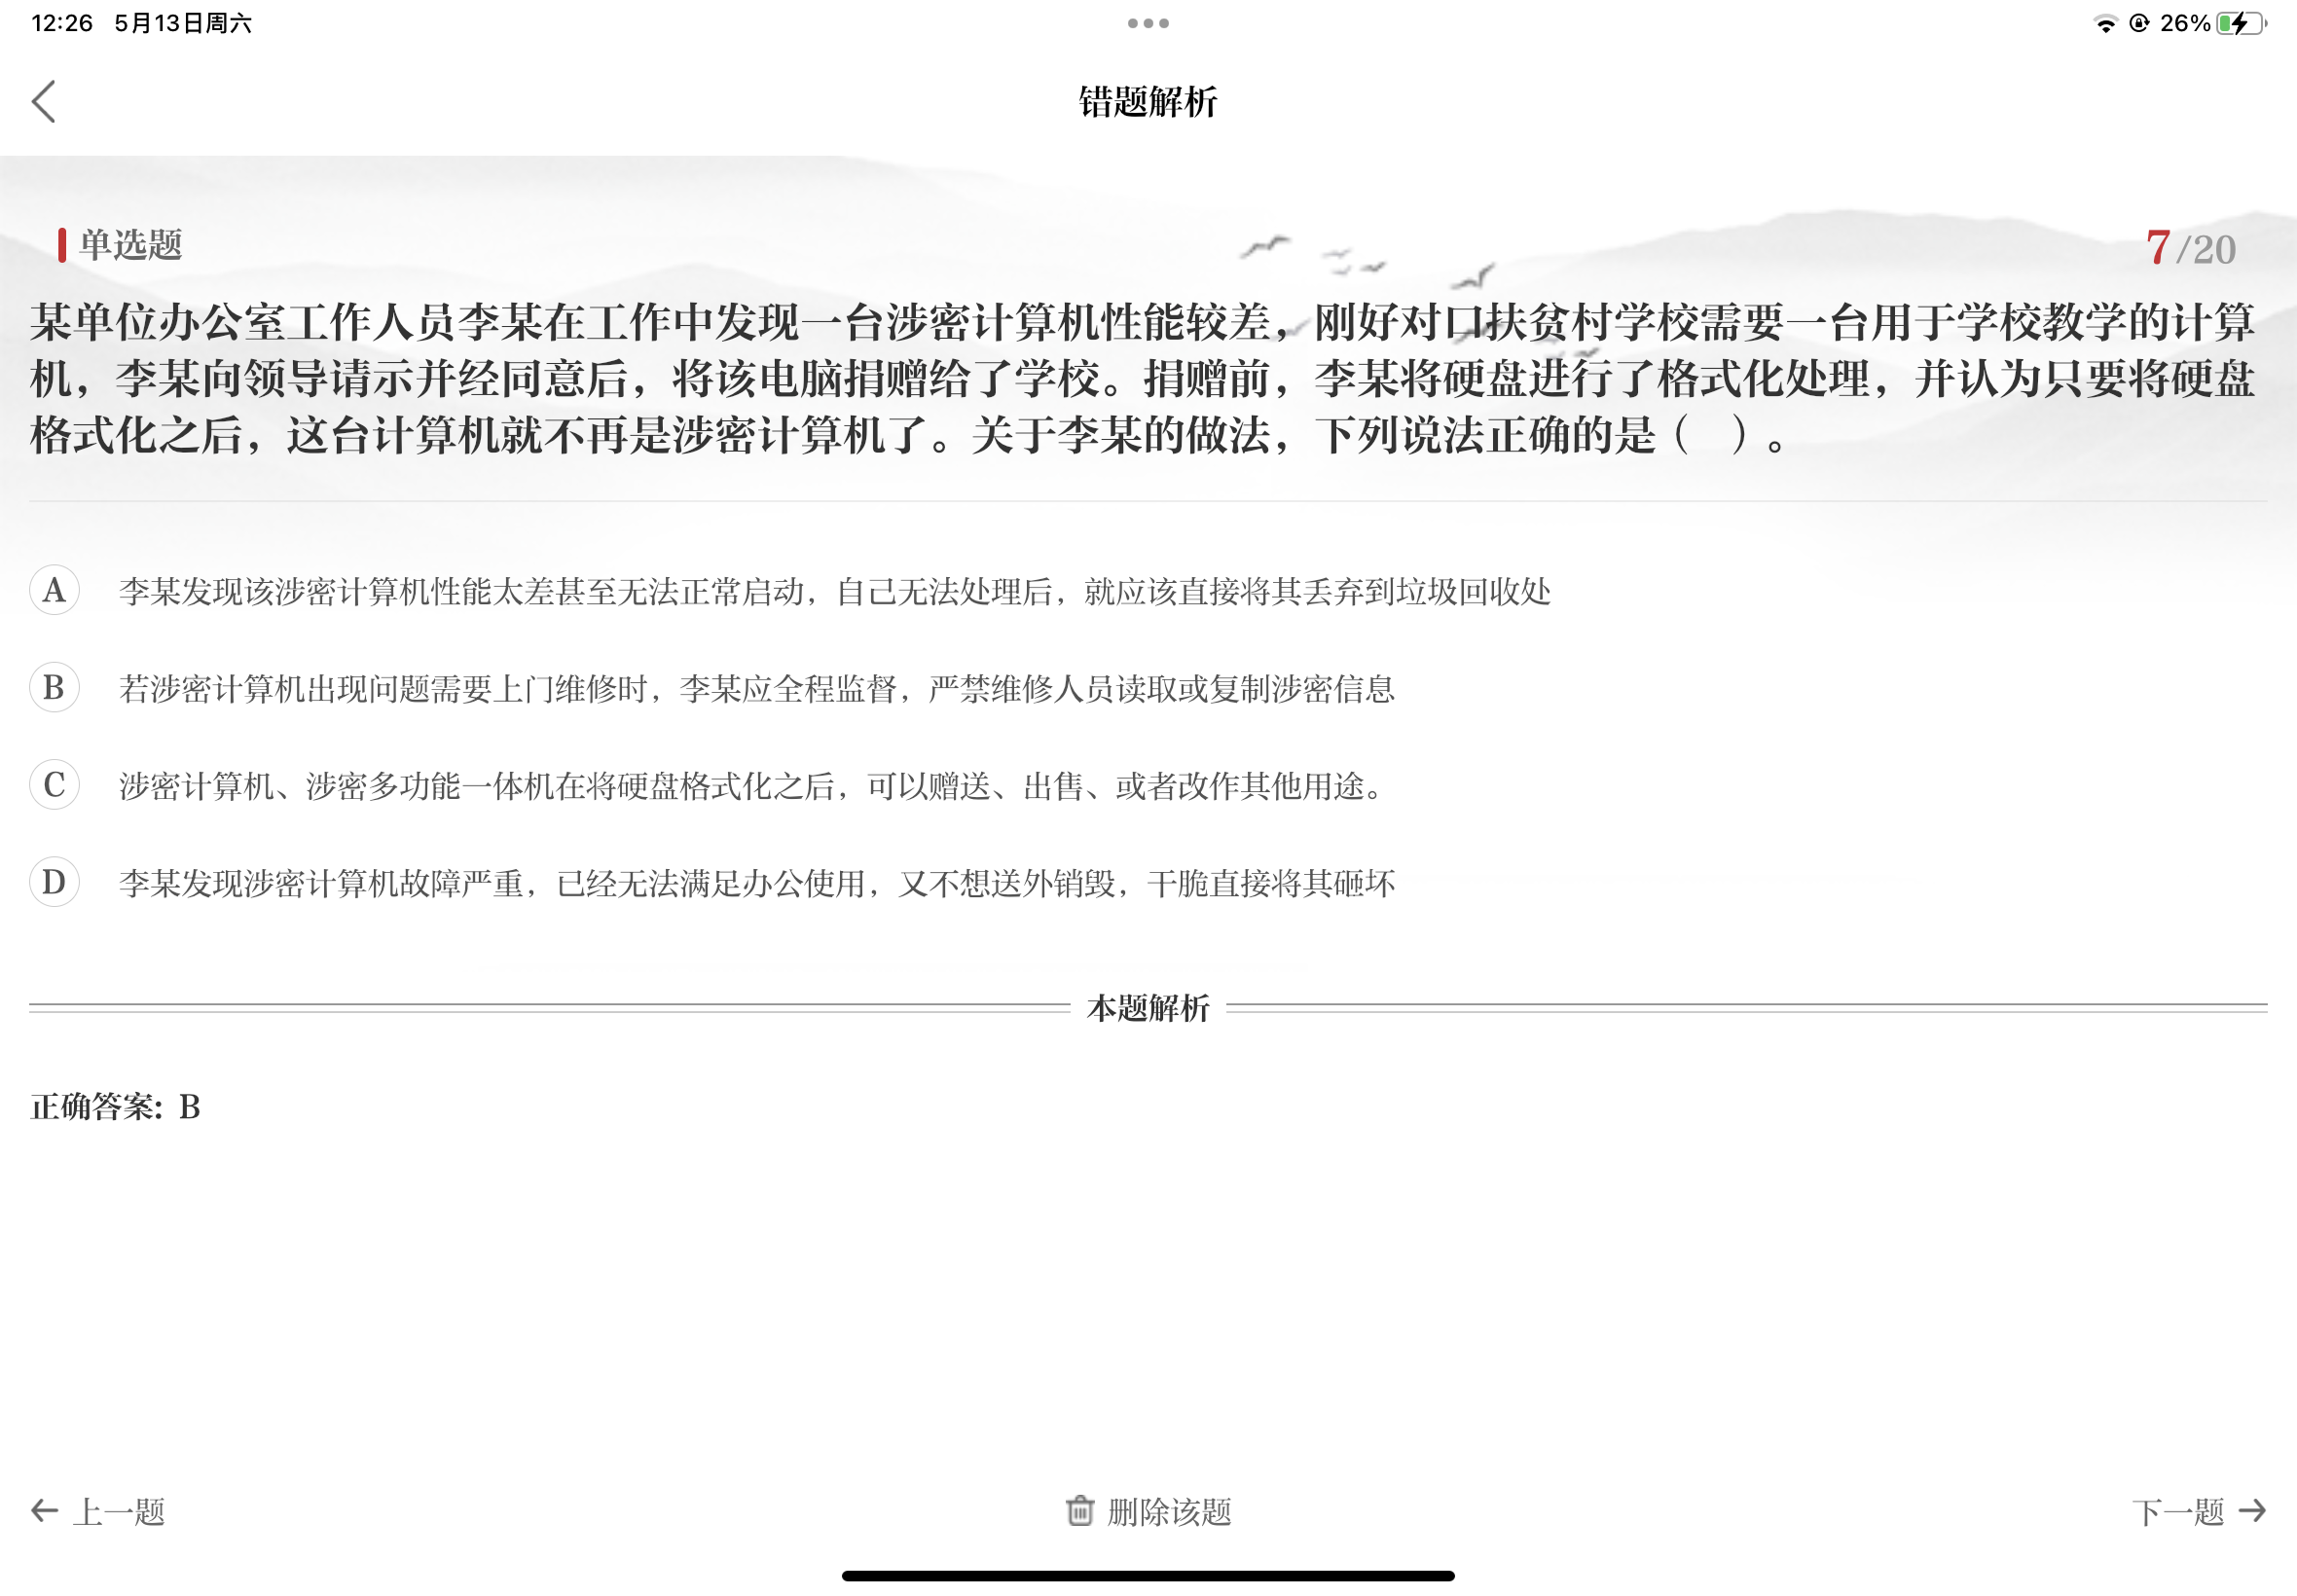 12:26 5月13日周六
26%
错题解析
单选题
7/20
某单位办公室工作人员李某在工作中发现一台涉密计算机性能较差，刚好对口扶贫村学校需要一台用于学校教学的计算
机，李某向领导请示并经同意后，将该电脑捐赠给了学校。捐赠前，李某将硬盘进行了格式化处理，并认为只要将硬盘
格式化之后，这台计算机就不再是涉密计算机了。关于李某的做法，下列说法正确的是（　）。
A 李某发现该涉密计算机性能太差甚至无法正常启动，自己无法处理后，就应该直接将其丢弃到垃圾回收处
B 若涉密计算机出现问题需要上门维修时，李某应全程监督，严禁维修人员读取或复制涉密信息
C 涉密计算机、涉密多功能一体机在将硬盘格式化之后，可以赠送、出售、或者改作其他用途。
D 李某发现涉密计算机故障严重，已经无法满足办公使用，又不想送外销毁，干脆直接将其砸坏
本题解析
正确答案: B
上一题 删除该题 下一题